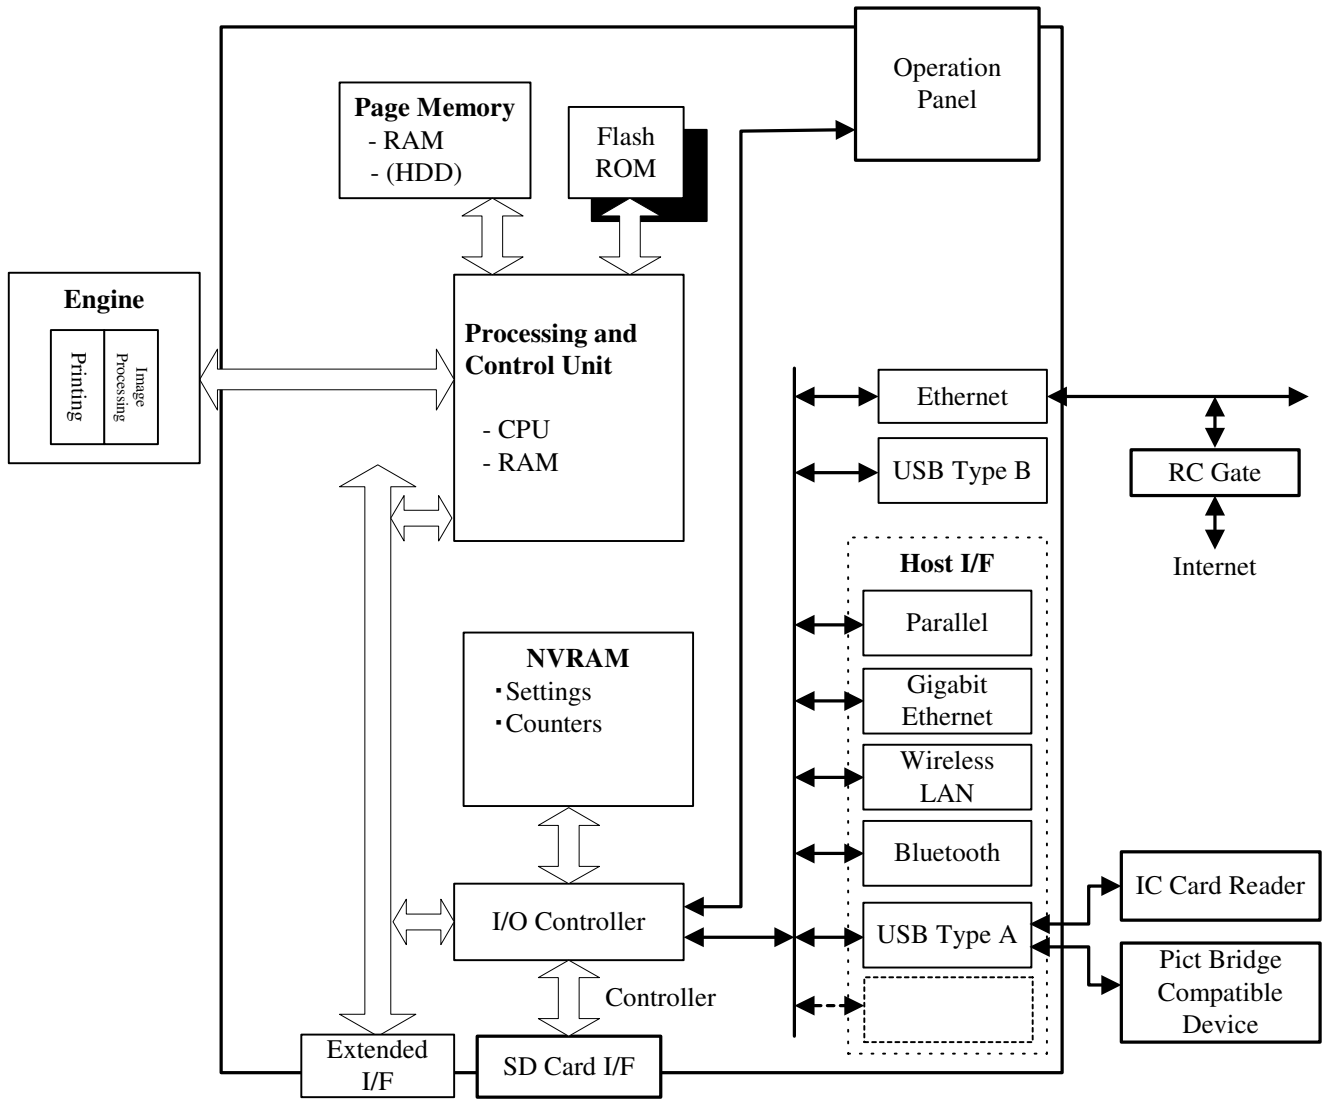 Operation
Panel
Page Memory
- RAM
- (HDD)
Flash
ROM
Engine
Printing
Image
Processing
Processing and
Control Unit
- CPU
- RAM
Ethernet
USB Type B
RC Gate
Internet
Host I/F
Parallel
Gigabit
Ethernet
Wireless
LAN
Bluetooth
USB Type A
NVRAM
・Settings
・Counters
I/O Controller
Controller
IC Card Reader
Pict Bridge
Compatible
Device
Extended
I/F
SD Card I/F